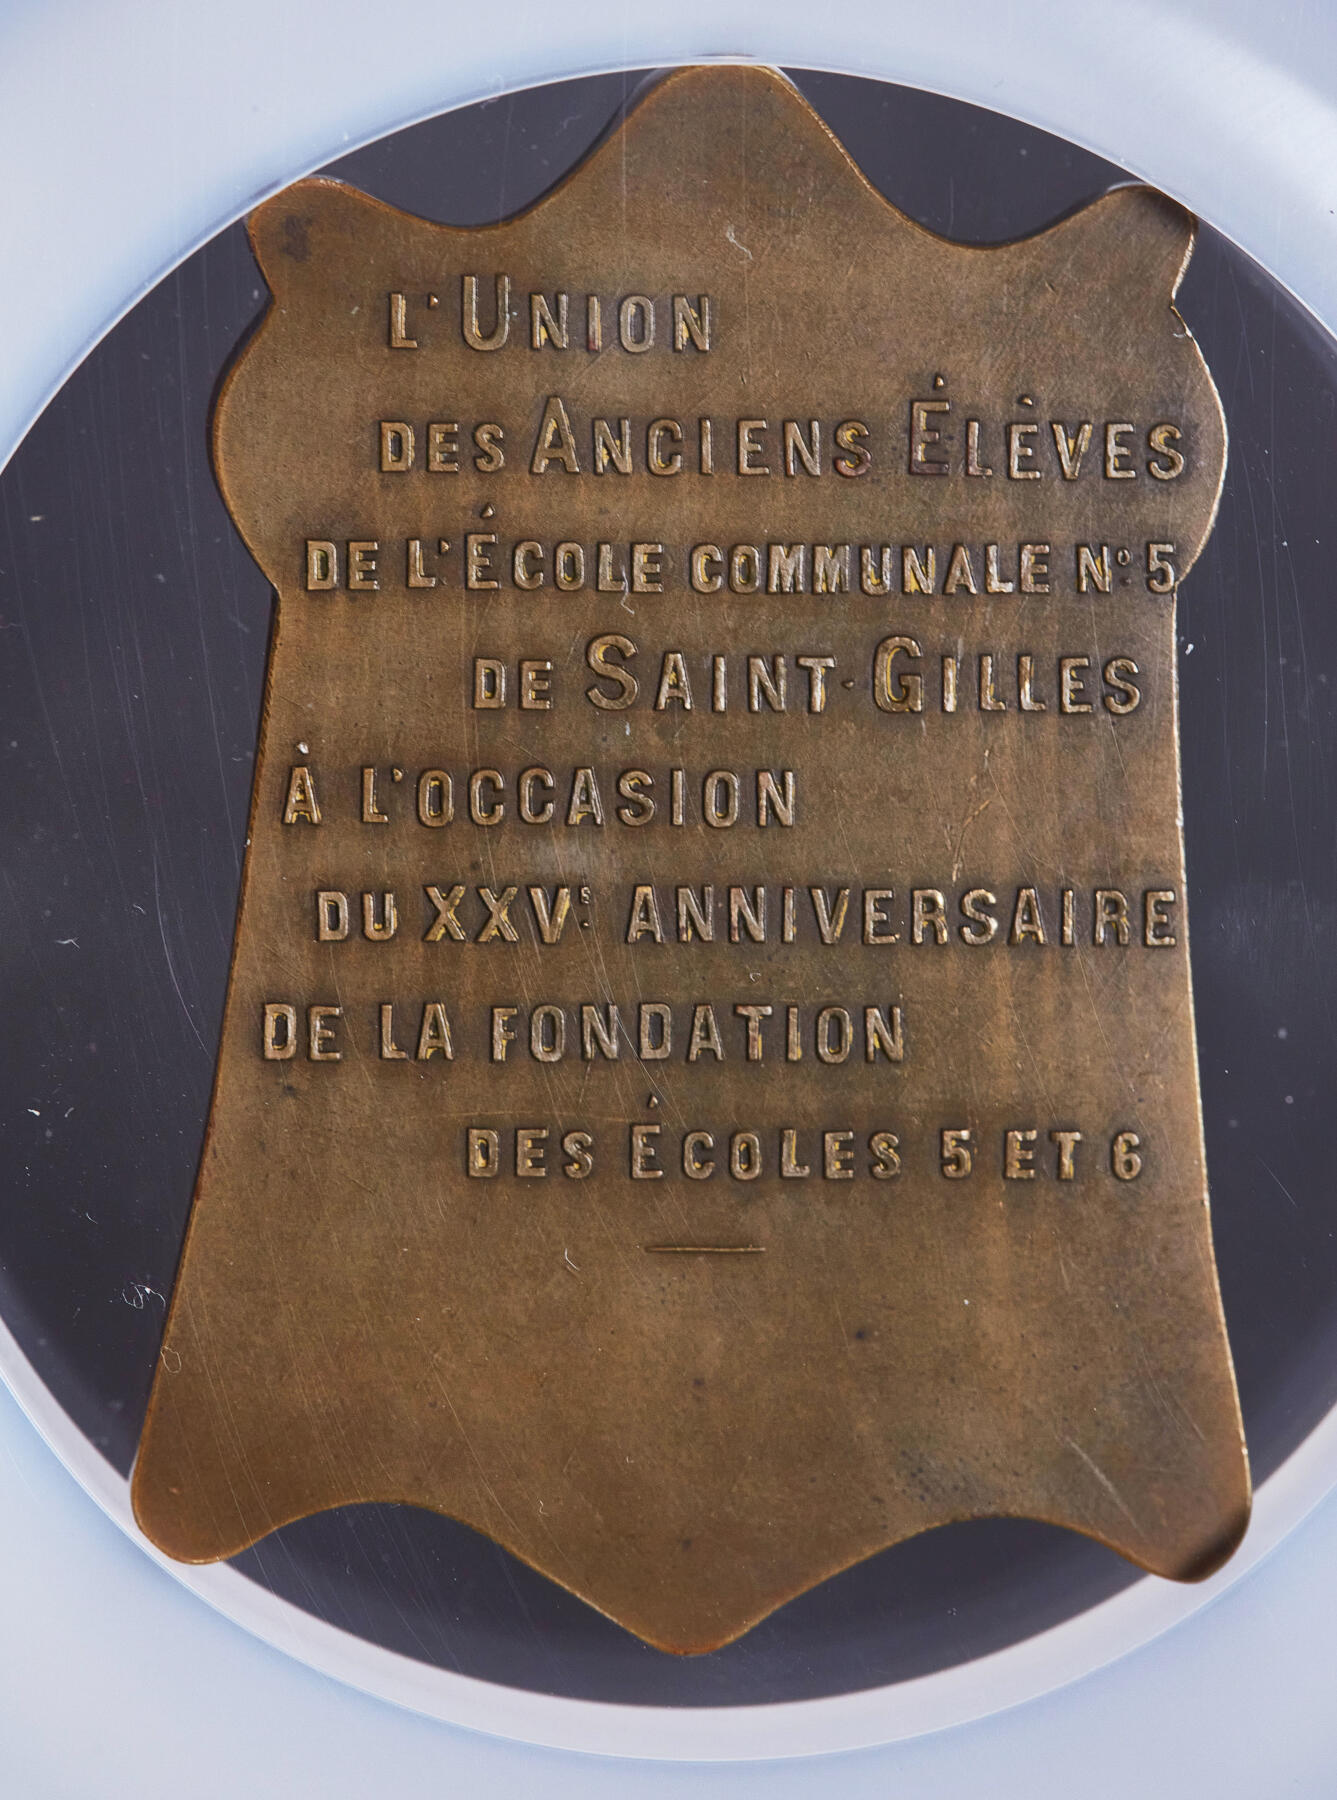 L'UNION
DES ANCIENS ÉLÈVES
DE L'ÉCOLE COMMUNALE Nº 5
DE SAINT-GILLES
À L'OCCASION
DU XXVᵉ ANNIVERSAIRE
DE LA FONDATION
DES ÉCOLES 5 ET 6